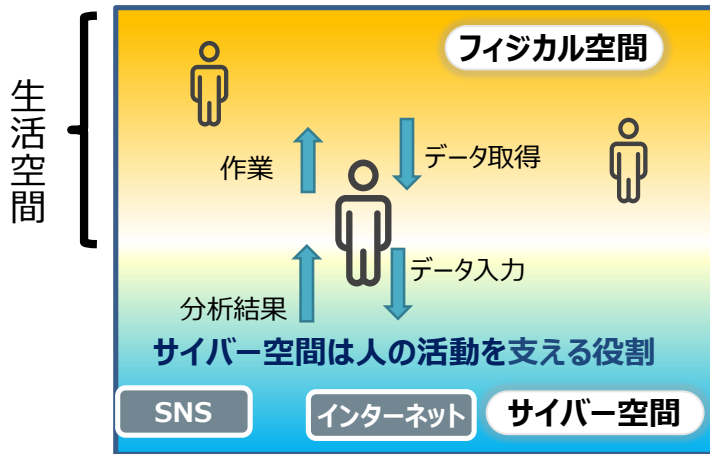 フィジカル空間
生活空間
作業
データ取得
データ入力
分析結果
サイバー空間は人の活動を支える役割
SNS
インターネット
サイバー空間